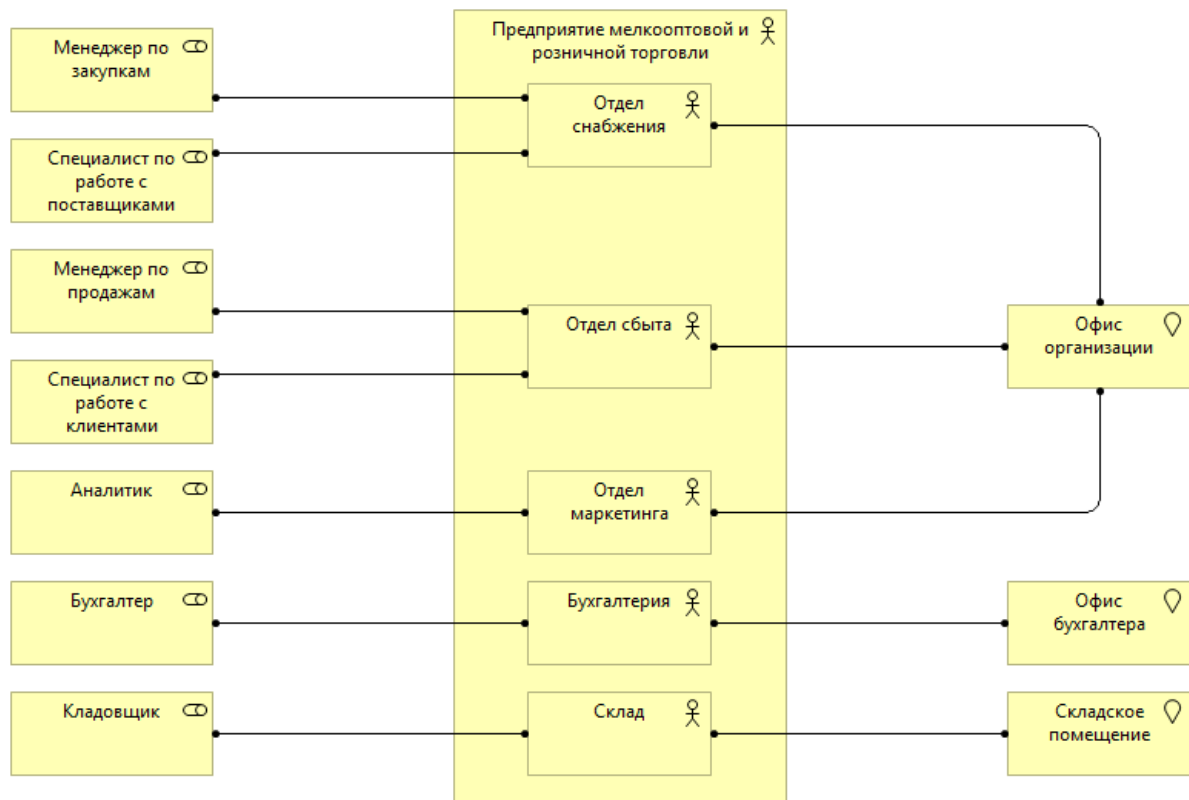 Предприятие мелкооптовой и
розничной торговли
Менеджер по
закупкам
Отдел
снабжения
Специалист по
работе с
поставщиками
Менеджер по
продажам
Отдел сбыта
Офис
организации
Специалист по
работе с
клиентами
Аналитик
Отдел
маркетинга
Бухгалтер
Бухгалтерия
Офис
бухгалтера
Кладовщик
Склад
Складское
помещение